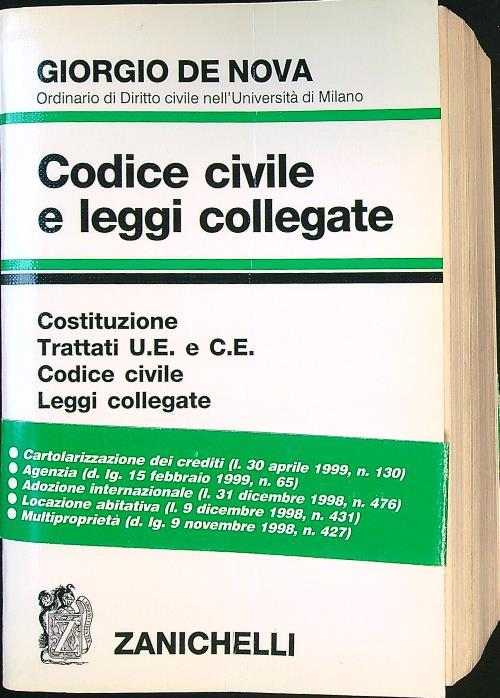 GIORGIO DE NOVA
Ordinario di Diritto civile nell'Università di Milano
Codice civile
e leggi collegate
Costituzione
Trattati U.E. e C.E.
Codice civile
Leggi collegate
● Cartolarizzazione dei crediti (l. 30 aprile 1999, n. 130)
● Agenzia (d. lg. 15 febbraio 1999, n. 65)
● Adozione internazionale (l. 31 dicembre 1998, n. 476)
● Locazione abitativa (l. 9 dicembre 1998, n. 431)
● Multiproprietà (d. lg. 9 novembre 1998, n. 427)
Z
ZANICHELLI